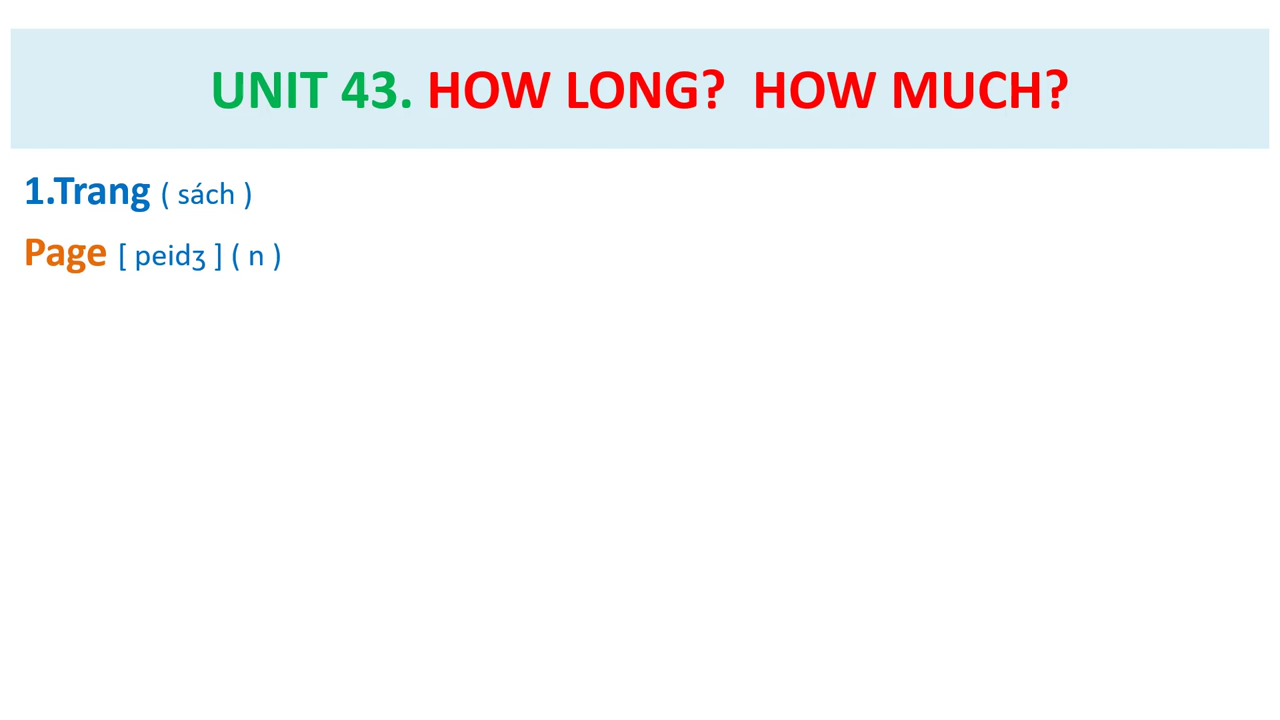 UNIT 43. HOW LONG?  HOW MUCH?
1.Trang ( sách )
Page [ peidʒ ] ( n )